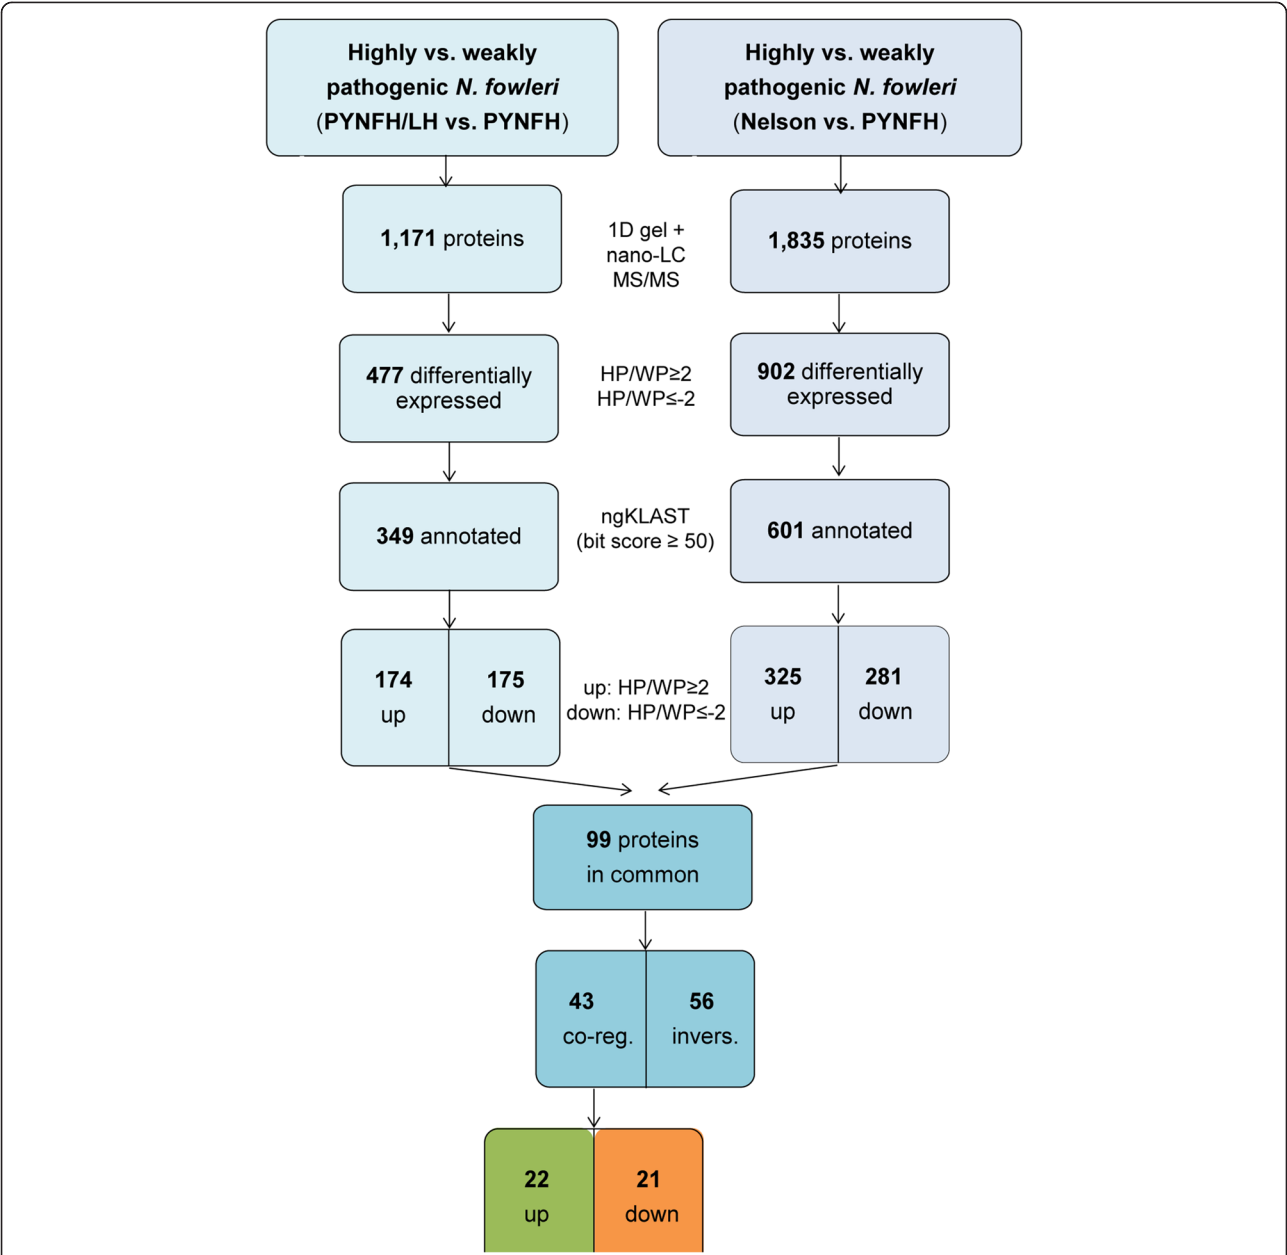 Highly vs. weakly
pathogenic N. fowleri
(PYNFH/LH vs. PYNFH)
Highly vs. weakly
pathogenic N. fowleri
(Nelson vs. PYNFH)
1,171 proteins
1D gel +
nano-LC
MS/MS
1,835 proteins
477 differentially
expressed
HP/WP≥2
HP/WP≤-2
902 differentially
expressed
349 annotated
ngKLAST
(bit score ≥ 50)
601 annotated
174
up
175
down
up: HP/WP≥2
down: HP/WP≤-2
325
up
281
down
99 proteins
in common
43
co-reg.
56
invers.
22
up
21
down